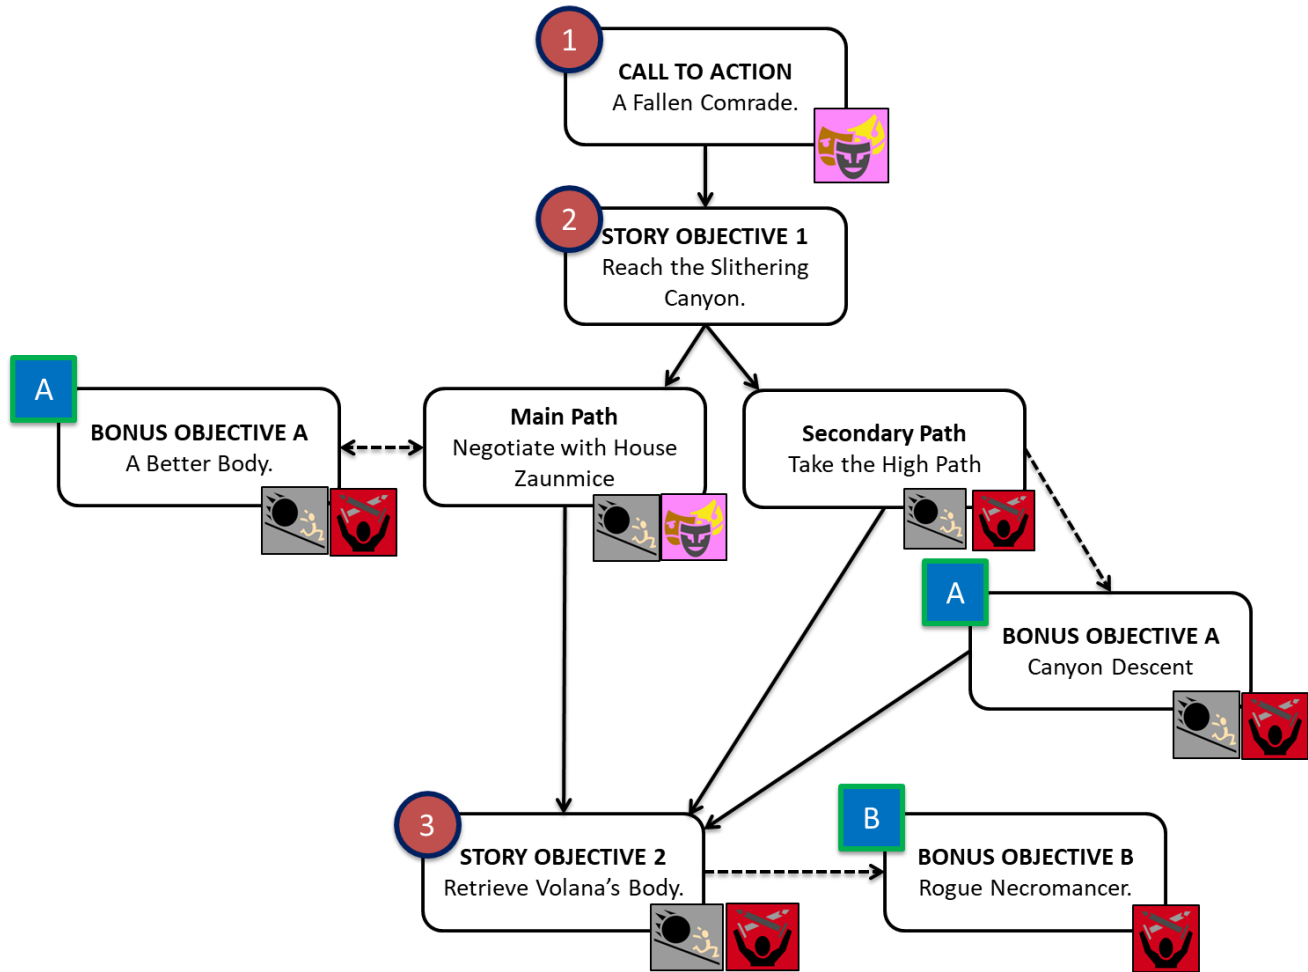 1
CALL TO ACTION
A Fallen Comrade.
2
STORY OBJECTIVE 1
Reach the Slithering
Canyon.
A
BONUS OBJECTIVE A
A Better Body.
Main Path
Negotiate with House
Zaunmice
Secondary Path
Take the High Path
A
BONUS OBJECTIVE A
Canyon Descent
3
STORY OBJECTIVE 2
Retrieve Volana’s Body.
B
BONUS OBJECTIVE B
Rogue Necromancer.